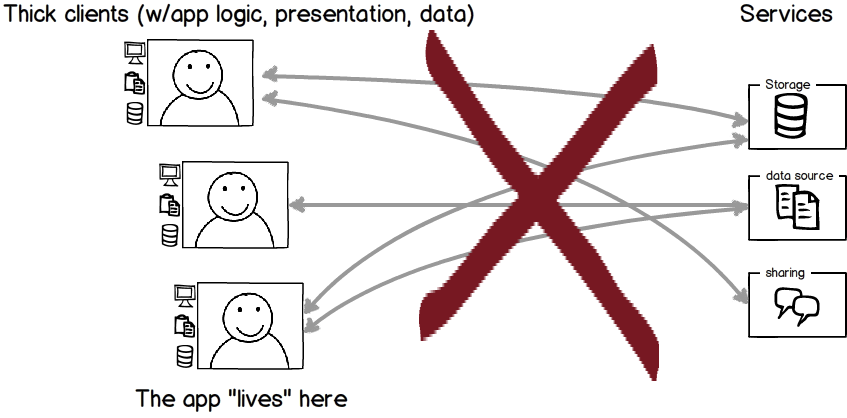 Thick clients (w/app logic, presentation, data)
Services
Storage
data source
sharing
The app "lives" here